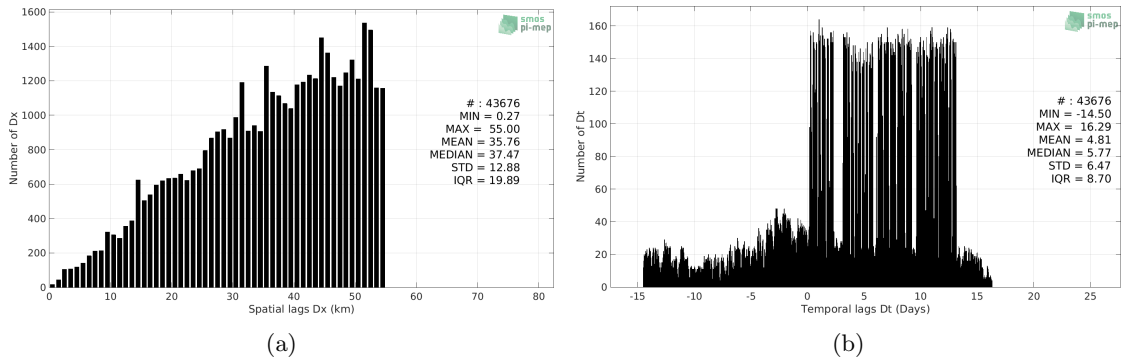 1600
1400
1200
1000
800
600
400
200
0
Number of Dx
0 10 20 30 40 50 60 70 80
Spatial lags Dx (km)
smos
pi-mep
# : 43676
MIN = 0.27
MAX = 55.00
MEAN = 35.76
MEDIAN = 37.47
STD = 12.88
IQR = 19.89
(a)
160
140
120
100
80
60
40
20
0
Number of Dt
-15 -10 -5 0 5 10 15 20 25
Temporal lags Dt (Days)
smos
pi-mep
# : 43676
MIN = -14.50
MAX = 16.29
MEAN = 4.81
MEDIAN = 5.77
STD = 6.47
IQR = 8.70
(b)